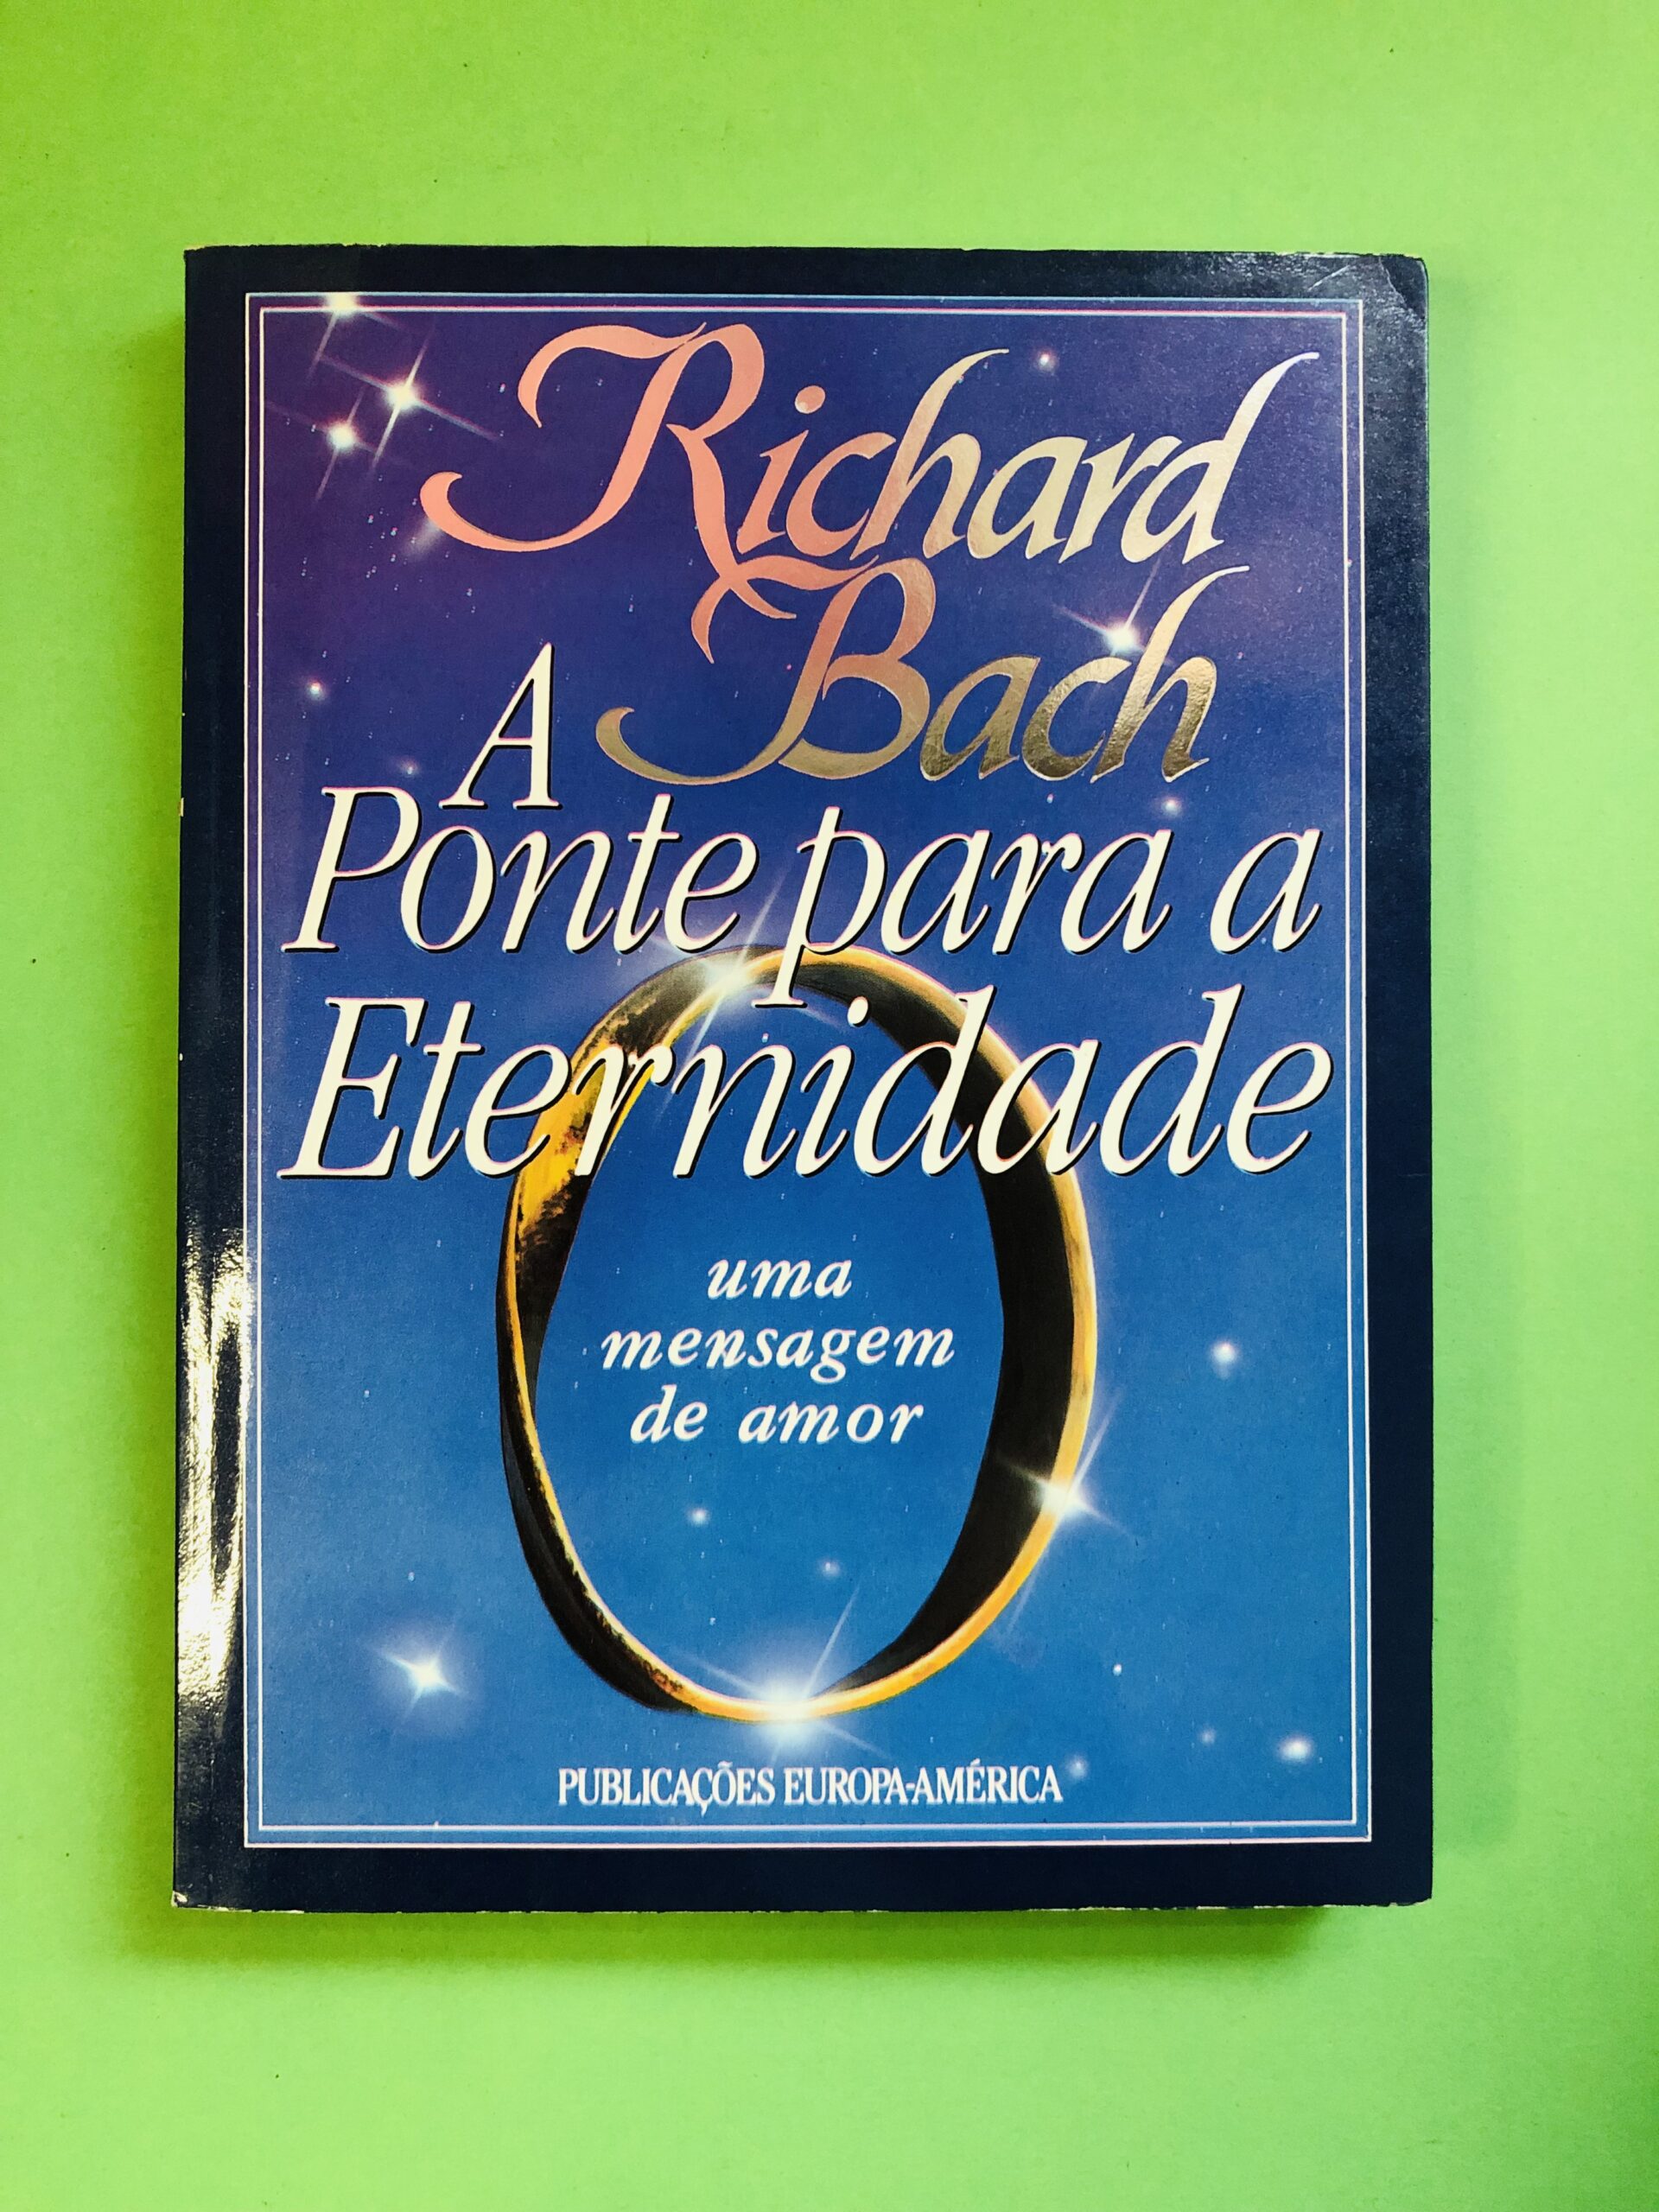 Richard
Bach
A
Ponte para a
Eternidade
uma
mensagem
de amor
PUBLICAÇÕES EUROPA-AMÉRICA